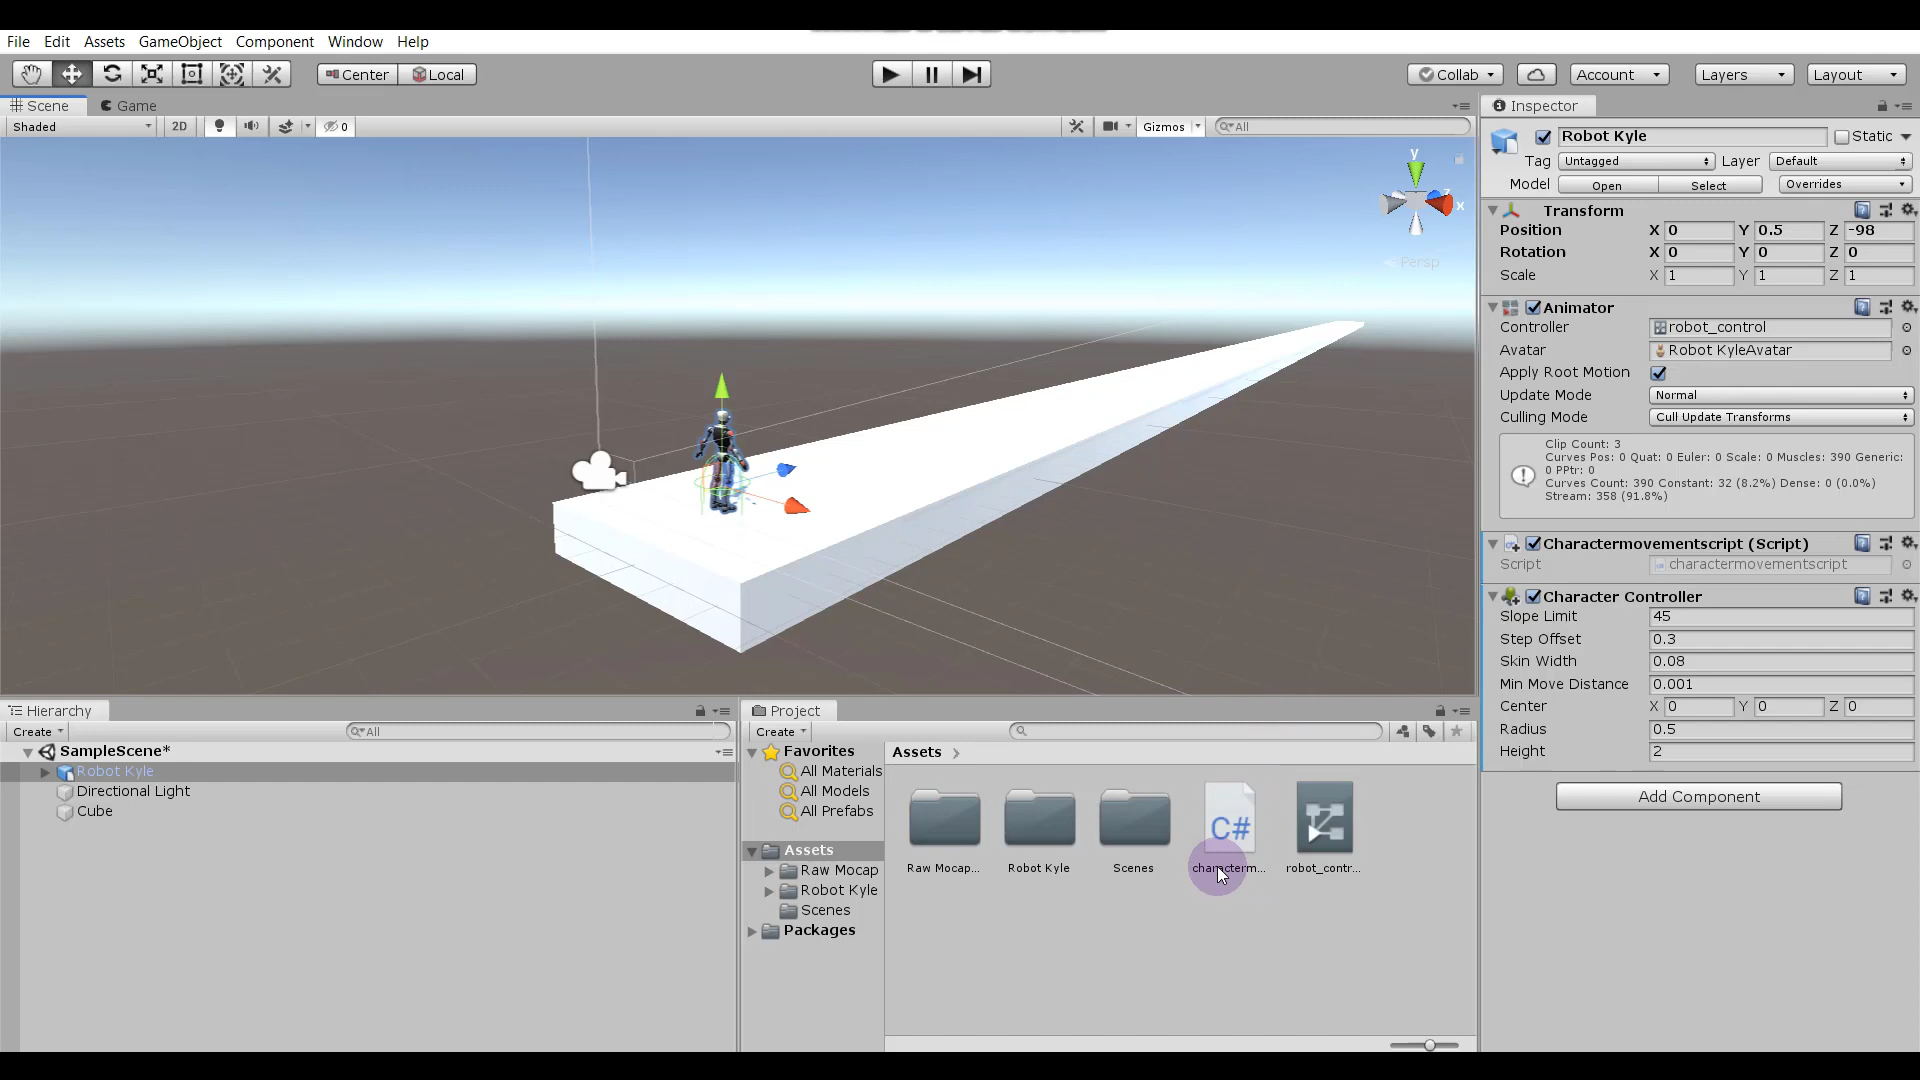 File Edit Assets GameObject Component Window Help
Center Local Collab Account Layers Layout
Scene Game
Shaded 2D 0 Gizmos All
y
x
z
Persp
Inspector
Robot Kyle Static
Tag Untagged Layer Default
Model Open Select Overrides
Transform
Position X 0 Y 0.5 Z -98
Rotation X 0 Y 0 Z 0
Scale X 1 Y 1 Z 1
Animator
Controller robot_control
Avatar Robot KyleAvatar
Apply Root Motion
Update Mode Normal
Culling Mode Cull Update Transforms
Clip Count: 3
Curves Pos: 0 Quat: 0 Euler: 0 Scale: 0 Muscles: 390 Generic:
0 PPtr: 0
Curves Count: 390 Constant: 32 (8.2%) Dense: 0 (0.0%)
Stream: 358 (91.8%)
Charactermovementscript (Script)
Script charactermovementscript
Character Controller
Slope Limit 45
Step Offset 0.3
Skin Width 0.08
Min Move Distance 0.001
Center X 0 Y 0 Z 0
Radius 0.5
Height 2
Add Component
Hierarchy
Create All
SampleScene*
Robot Kyle
Directional Light
Cube
Project
Create
Favorites
All Materials
All Models
All Prefabs
Assets
Raw Mocap
Robot Kyle
Scenes
Packages
Assets
C#
Raw Mocap... Robot Kyle Scenes characterm... robot_contr...